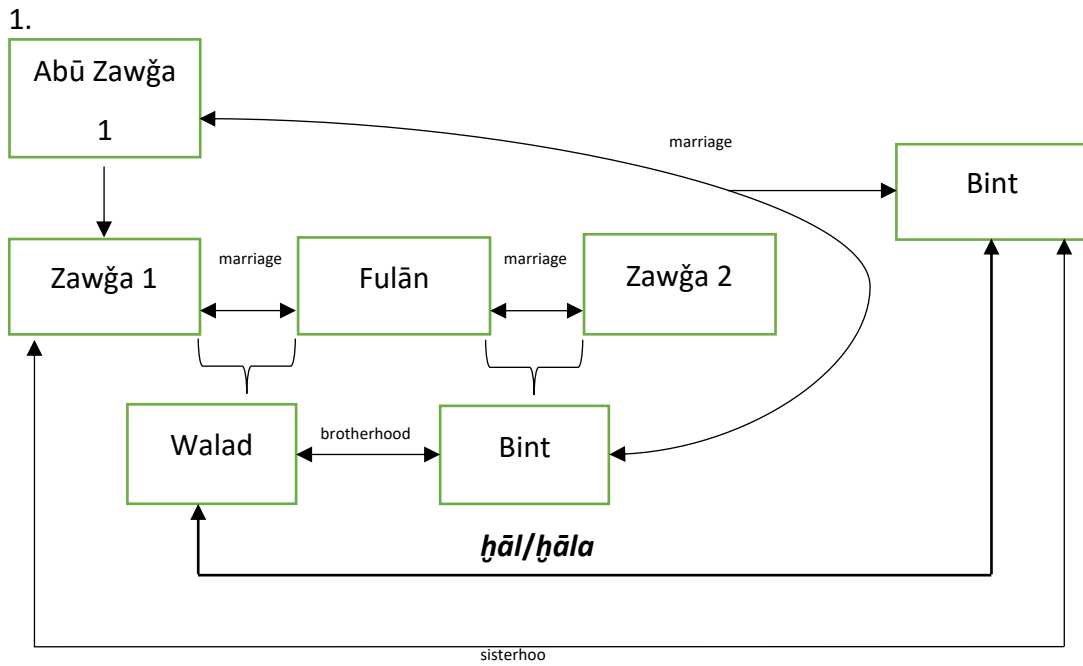 1.
Abū Zawǧa
1
marriage
Bint
Zawǧa 1
marriage
Fulān
marriage
Zawǧa 2
Walad
brotherhood
Bint
ḫāl/ḫāla
sisterhoo